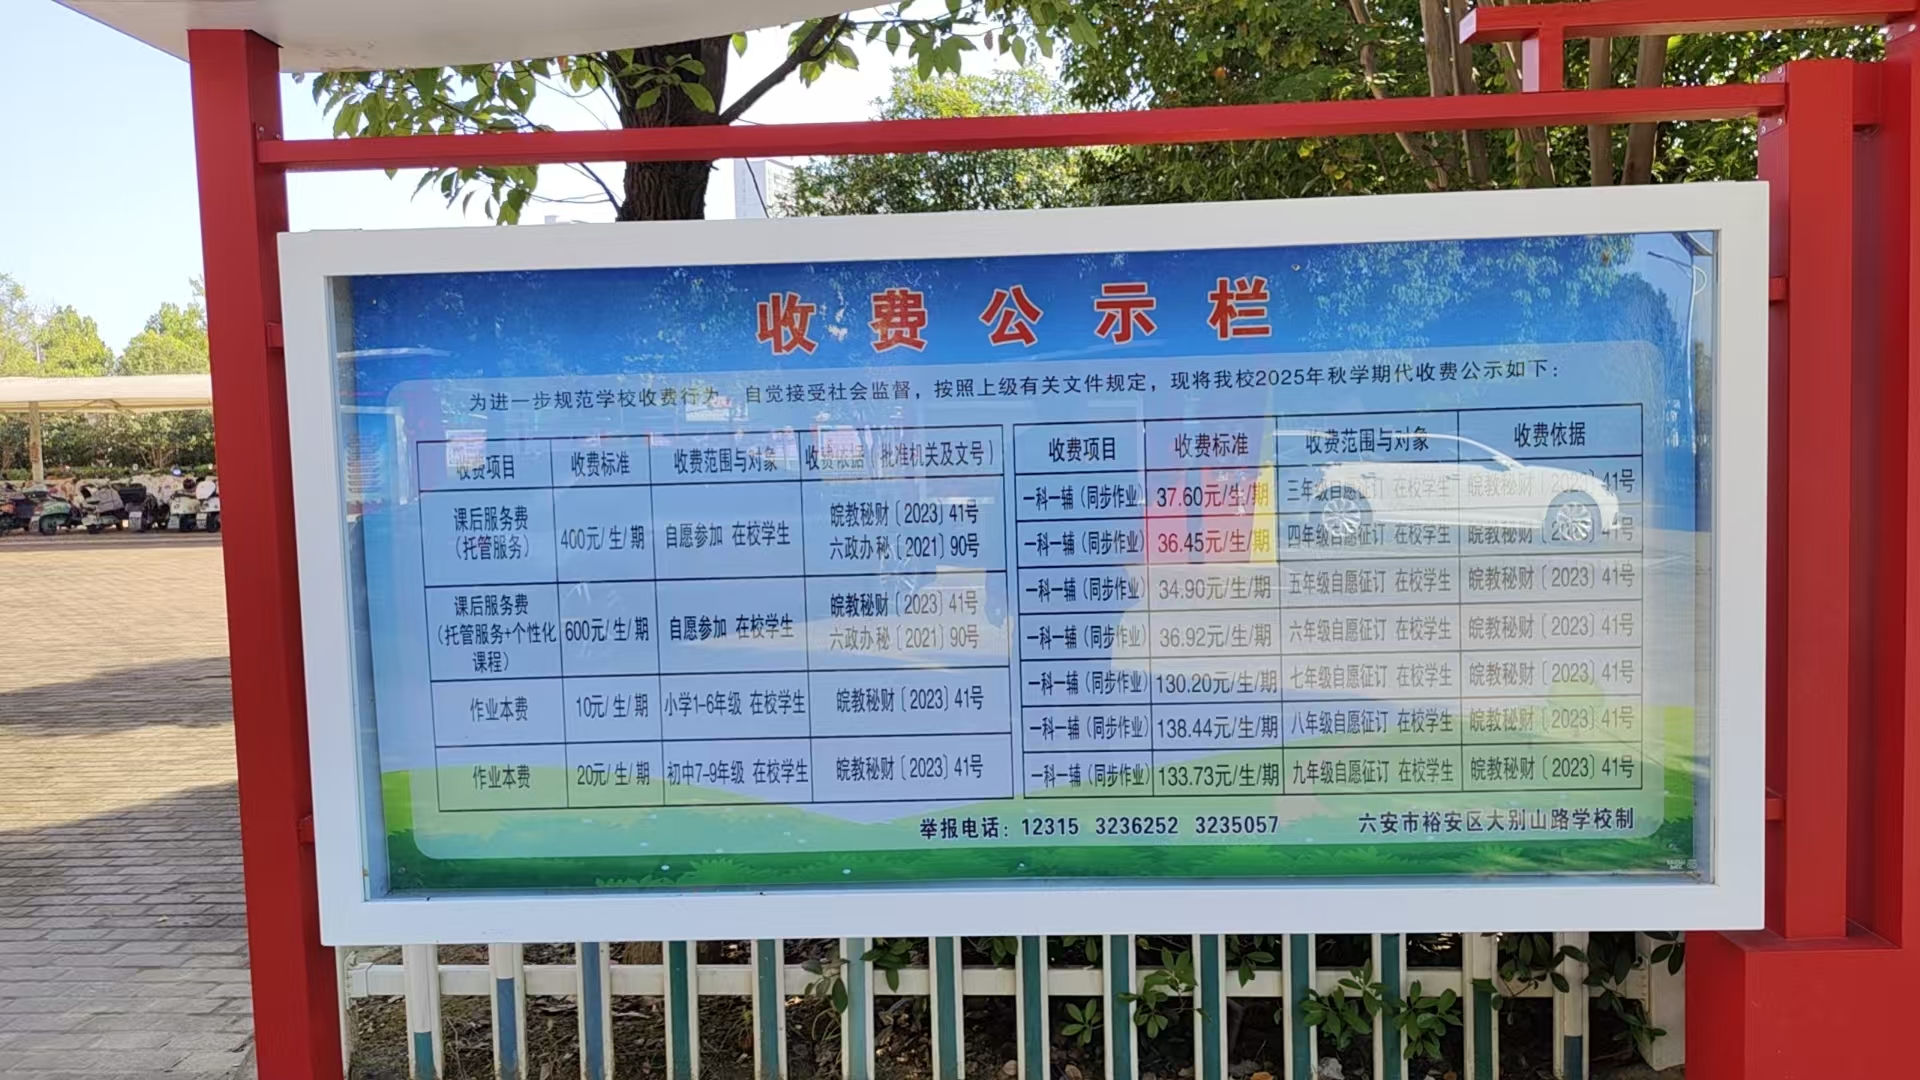 收费公示栏
为进一步规范学校收费行为，自觉接受社会监督，按照上级有关文件规定，现将我校2025年秋学期代收费公示如下：
收费项目 收费标准 收费范围与对象 收费依据（批准机关及文号）
课后服务费
（托管服务） 400元/生/期 自愿参加 在校学生 皖教秘财〔2023〕41号
六政办秘〔2021〕90号
课后服务费
（托管服务+个性化
课程） 600元/生/期 自愿参加 在校学生 皖教秘财〔2023〕41号
六政办秘〔2021〕90号
作业本费 10元/生/期 小学1-6年级 在校学生 皖教秘财〔2023〕41号
作业本费 20元/生/期 初中7-9年级 在校学生 皖教秘财〔2023〕41号
收费项目 收费标准 收费范围与对象 收费依据
一科一辅（同步作业） 37.60元/生/期 三年级自愿征订 在校学生 皖教秘财〔2023〕41号
一科一辅（同步作业） 36.45元/生/期 四年级自愿征订 在校学生 皖教秘财〔2023〕41号
一科一辅（同步作业） 34.90元/生/期 五年级自愿征订 在校学生 皖教秘财〔2023〕41号
一科一辅（同步作业） 36.92元/生/期 六年级自愿征订 在校学生 皖教秘财〔2023〕41号
一科一辅（同步作业） 130.20元/生/期 七年级自愿征订 在校学生 皖教秘财〔2023〕41号
一科一辅（同步作业） 138.44元/生/期 八年级自愿征订 在校学生 皖教秘财〔2023〕41号
一科一辅（同步作业） 133.73元/生/期 九年级自愿征订 在校学生 皖教秘财〔2023〕41号
举报电话：12315 3236252 3235057 六安市裕安区大别山路学校制